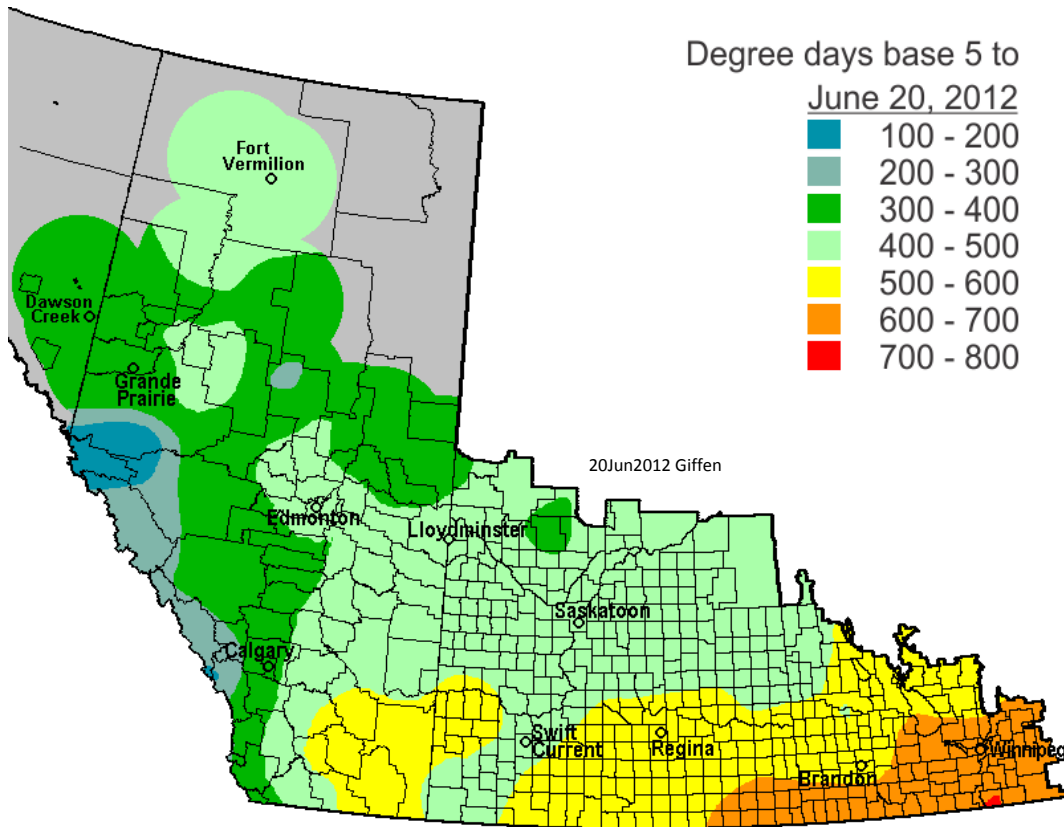 Degree days base 5 to
June 20, 2012
100 - 200
200 - 300
300 - 400
400 - 500
500 - 600
600 - 700
700 - 800
Fort
Vermilion
Dawson
Creek
Grande
Prairie
20Jun2012 Giffen
Edmonton
Lloydminster
Saskatoon
Calgary
Swift
Current
Regina
Winnipeg
Brandon